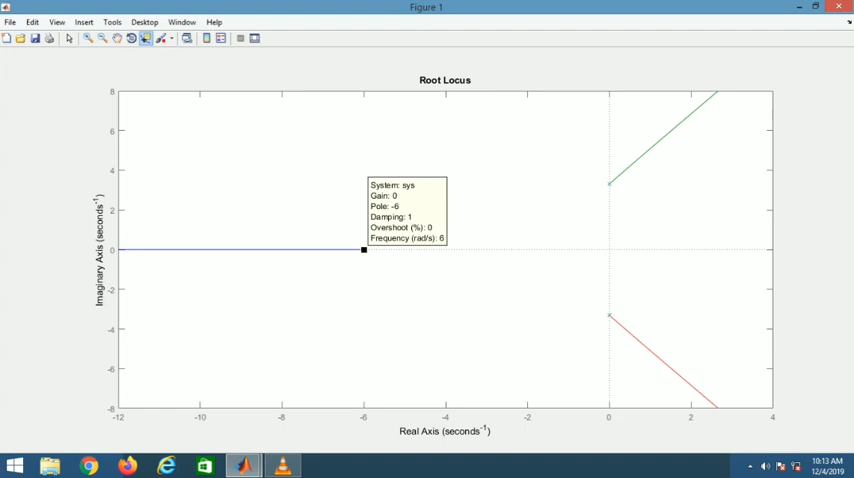 Figure 1
File Edit View Insert Tools Desktop Window Help
Root Locus
8
6
4
2
0
-2
-4
-6
-8
Imaginary Axis (seconds-1)
System: sys
Gain: 0
Pole: -6
Damping: 1
Overshoot (%): 0
Frequency (rad/s): 6
-12 -10 -8 -6 -4 -2 0 2 4
Real Axis (seconds-1)
10:13 AM
12/4/2019